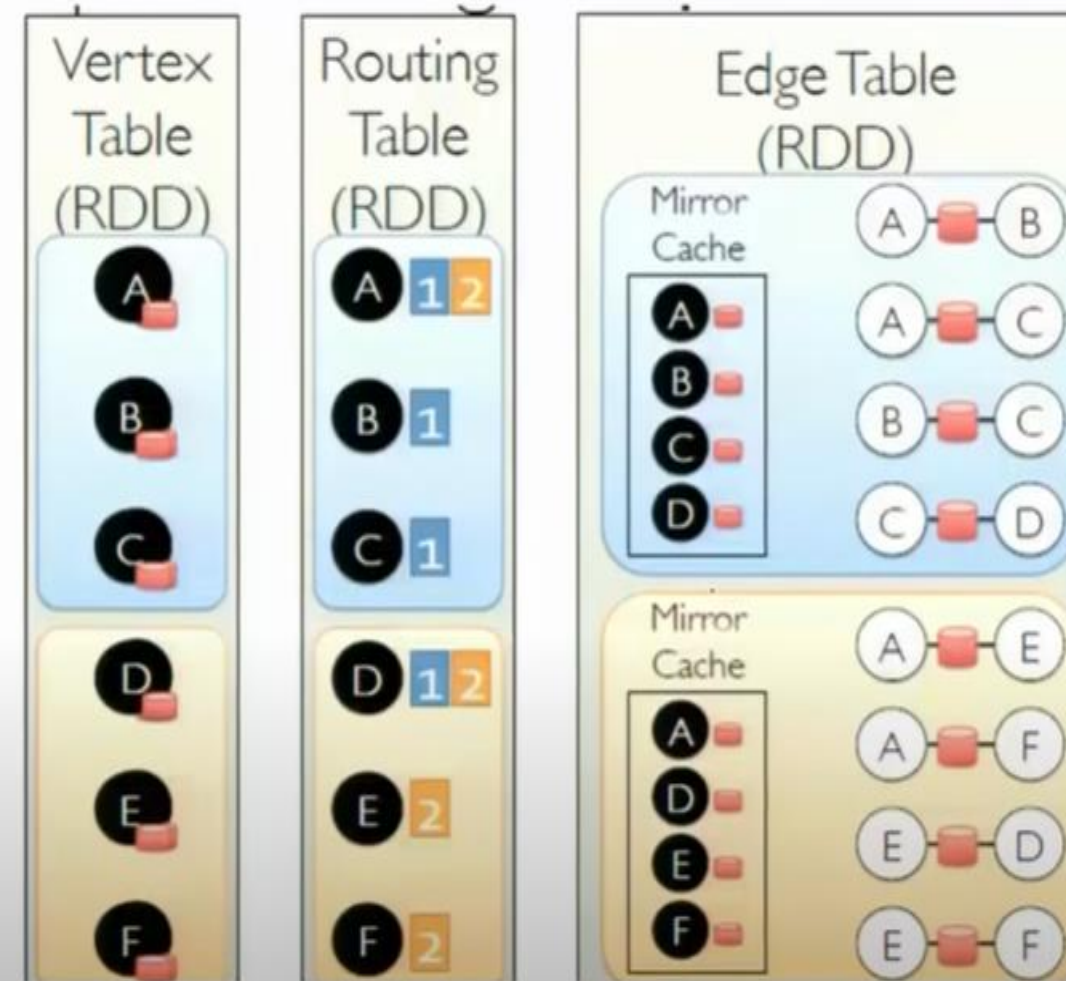 Vertex
Table
(RDD)
A
B
C
D
E
F
Routing
Table
(RDD)
A 1 2
B 1
C 1
D 1 2
E 2
F 2
Edge Table
(RDD)
Mirror
Cache
A
B
C
D
A B
A C
B C
C D
Mirror
Cache
A
D
E
F
A E
A F
E D
E F